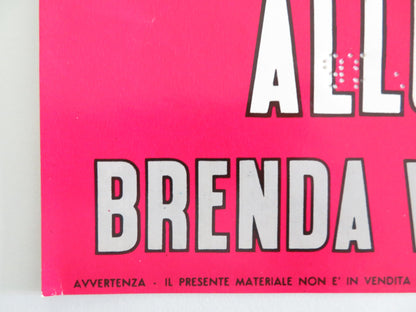 ALL
BRENDA
AVVERTENZA - IL PRESENTE MATERIALE NON E' IN VENDITA